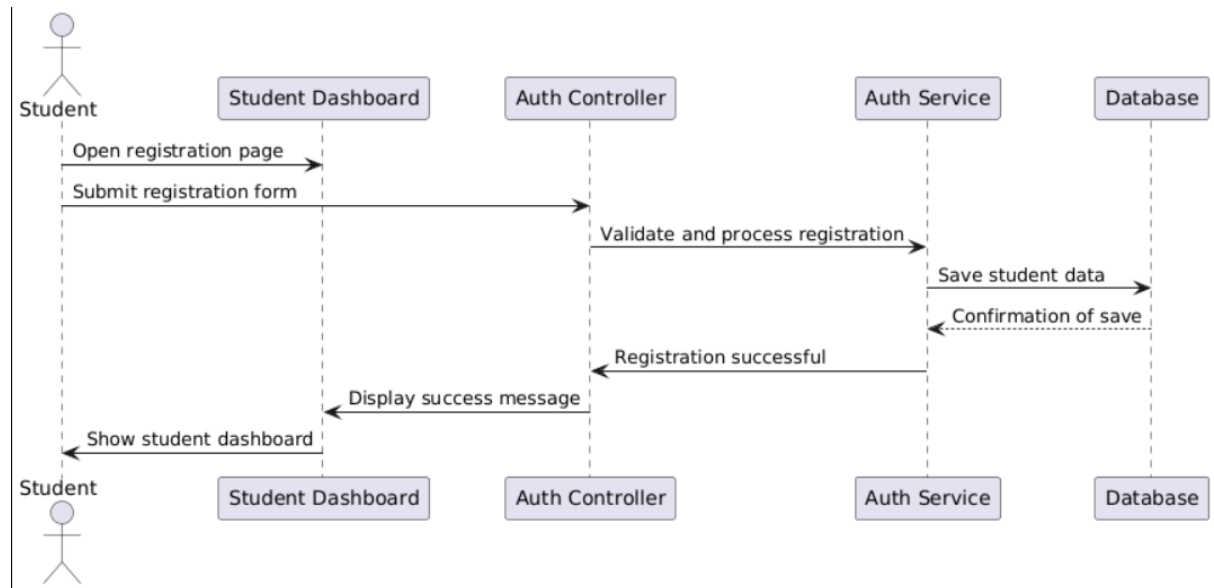 Student
Student Dashboard
Auth Controller
Auth Service
Database
Open registration page
Submit registration form
Validate and process registration
Save student data
Confirmation of save
Registration successful
Display success message
Show student dashboard
Student
Student Dashboard
Auth Controller
Auth Service
Database